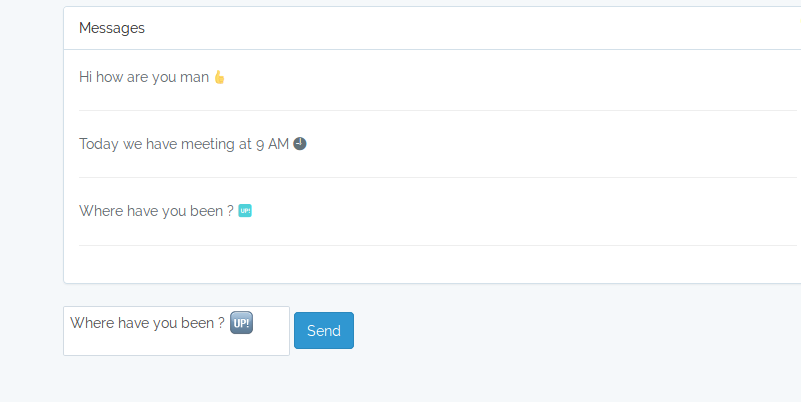 Messages
Hi how are you man 👍
Today we have meeting at 9 AM 🕘
Where have you been ? 🆙
Where have you been ? 🆙
Send